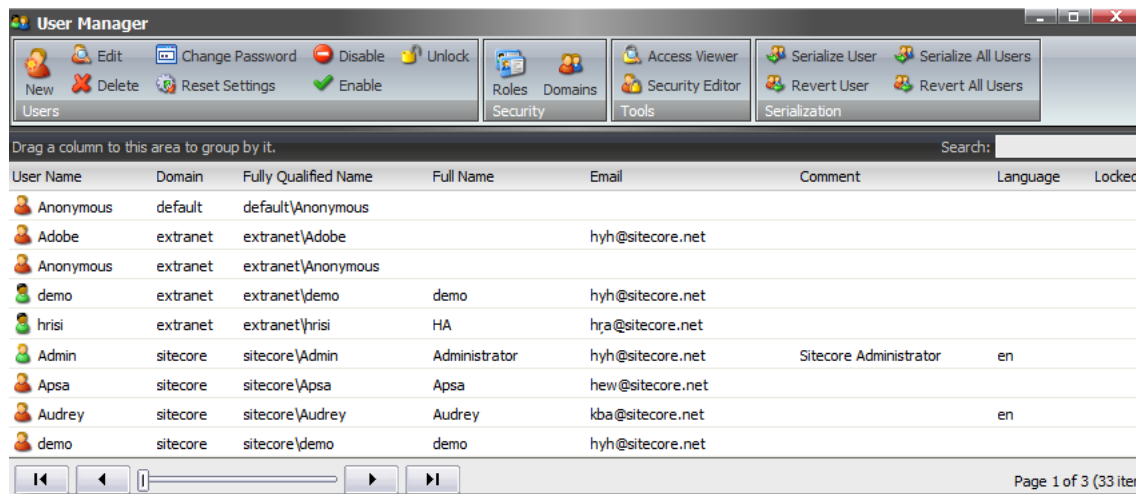 User Manager
New
Edit
Delete
Change Password
Reset Settings
Disable
Enable
Unlock
Users
Roles
Domains
Security
Access Viewer
Security Editor
Tools
Serialize User
Revert User
Serialize All Users
Revert All Users
Serialization
Drag a column to this area to group by it. Search:
User Name Domain Fully Qualified Name Full Name Email Comment Language Locked
Anonymous default default\Anonymous
Adobe extranet extranet\Adobe hyh@sitecore.net
Anonymous extranet extranet\Anonymous
demo extranet extranet\demo demo hyh@sitecore.net
hrisi extranet extranet\hrisi HA hra@sitecore.net
Admin sitecore sitecore\Admin Administrator hyh@sitecore.net Sitecore Administrator en
Apsa sitecore sitecore\Apsa Apsa hew@sitecore.net
Audrey sitecore sitecore\Audrey Audrey kba@sitecore.net en
demo sitecore sitecore\demo demo hyh@sitecore.net
Page 1 of 3 (33 iter